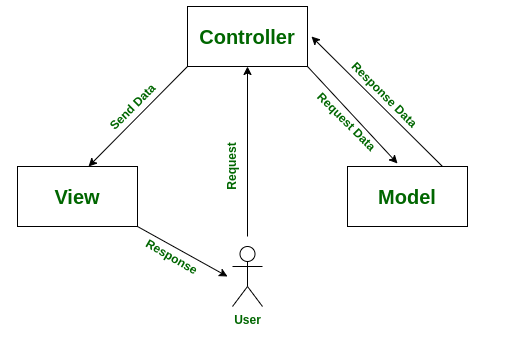 Controller
Send Data
Request
Request Data
Response Data
View
Model
Response
User